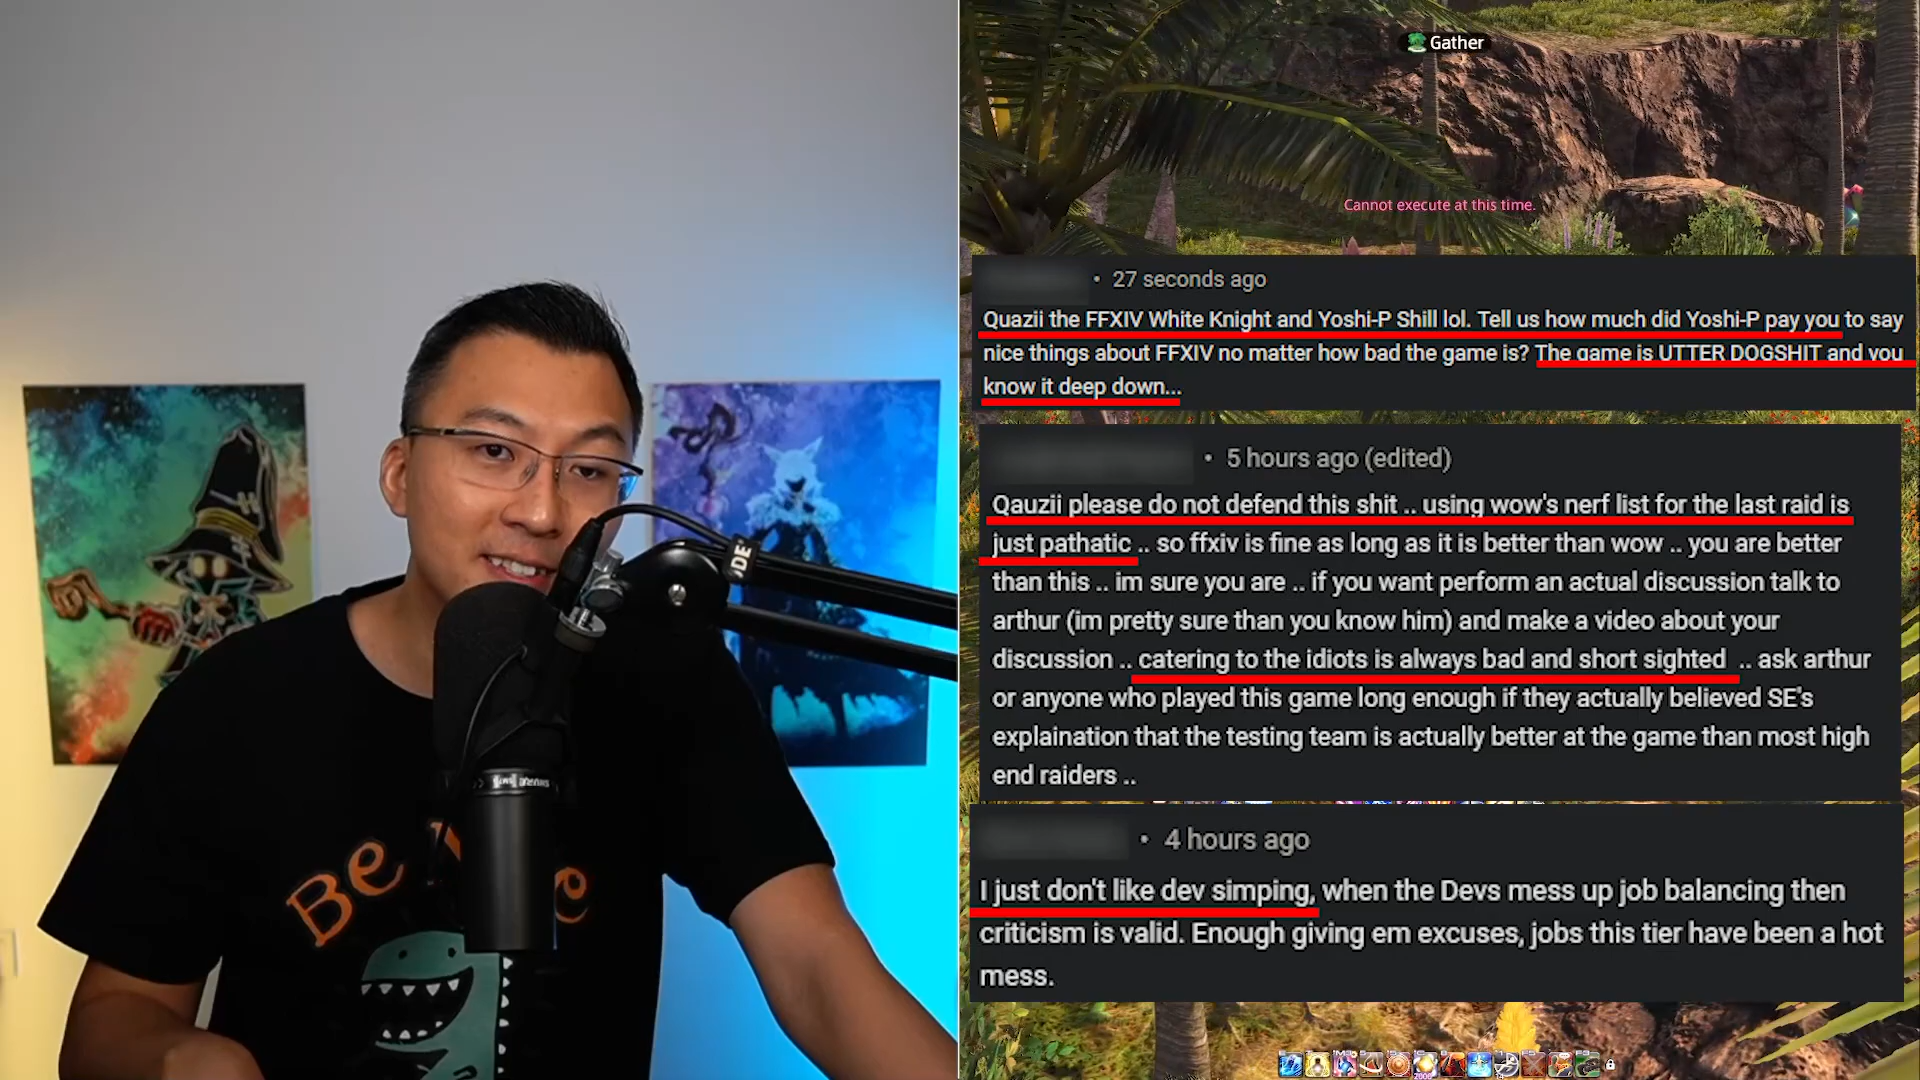 Gather
Cannot execute at this time.
• 27 seconds ago
Quazii the FFXIV White Knight and Yoshi-P Shill lol. Tell us how much did Yoshi-P pay you to say
nice things about FFXIV no matter how bad the game is? The game is UTTER DOGSHIT and you
know it deep down...
• 5 hours ago (edited)
Qauzii please do not defend this shit .. using wow's nerf list for the last raid is
just pathatic .. so ffxiv is fine as long as it is better than wow .. you are better
than this .. im sure you are .. if you want perform an actual discussion talk to
arthur (im pretty sure than you know him) and make a video about your
discussion .. catering to the idiots is always bad and short sighted .. ask arthur
or anyone who played this game long enough if they actually believed SE's
explaination that the testing team is actually better at the game than most high
end raiders ..
• 4 hours ago
I just don't like dev simping, when the Devs mess up job balancing then
criticism is valid. Enough giving em excuses, jobs this tier have been a hot
mess.
Be